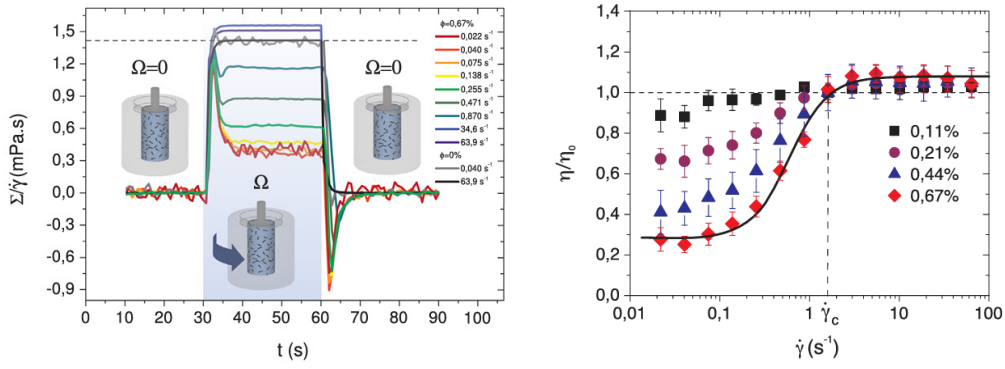 Σ/γ̇ (mPa.s)
1,5
1,2
0,9
0,6
0,3
0,0
-0,3
-0,6
-0,9
0 10 20 30 40 50 60 70 80 90 100
t (s)
Ω=0
Ω
Ω=0
ϕ=0,67%
0,022 s⁻¹
0,040 s⁻¹
0,075 s⁻¹
0,138 s⁻¹
0,255 s⁻¹
0,471 s⁻¹
0,870 s⁻¹
34,6 s⁻¹
63,9 s⁻¹
ϕ=0%
0,040 s⁻¹
63,9 s⁻¹
η/η₀
1,4
1,2
1,0
0,8
0,6
0,4
0,2
0,0
0,11%
0,21%
0,44%
0,67%
0,01 0,1 1 γ̇c 10 100
γ̇ (s⁻¹)